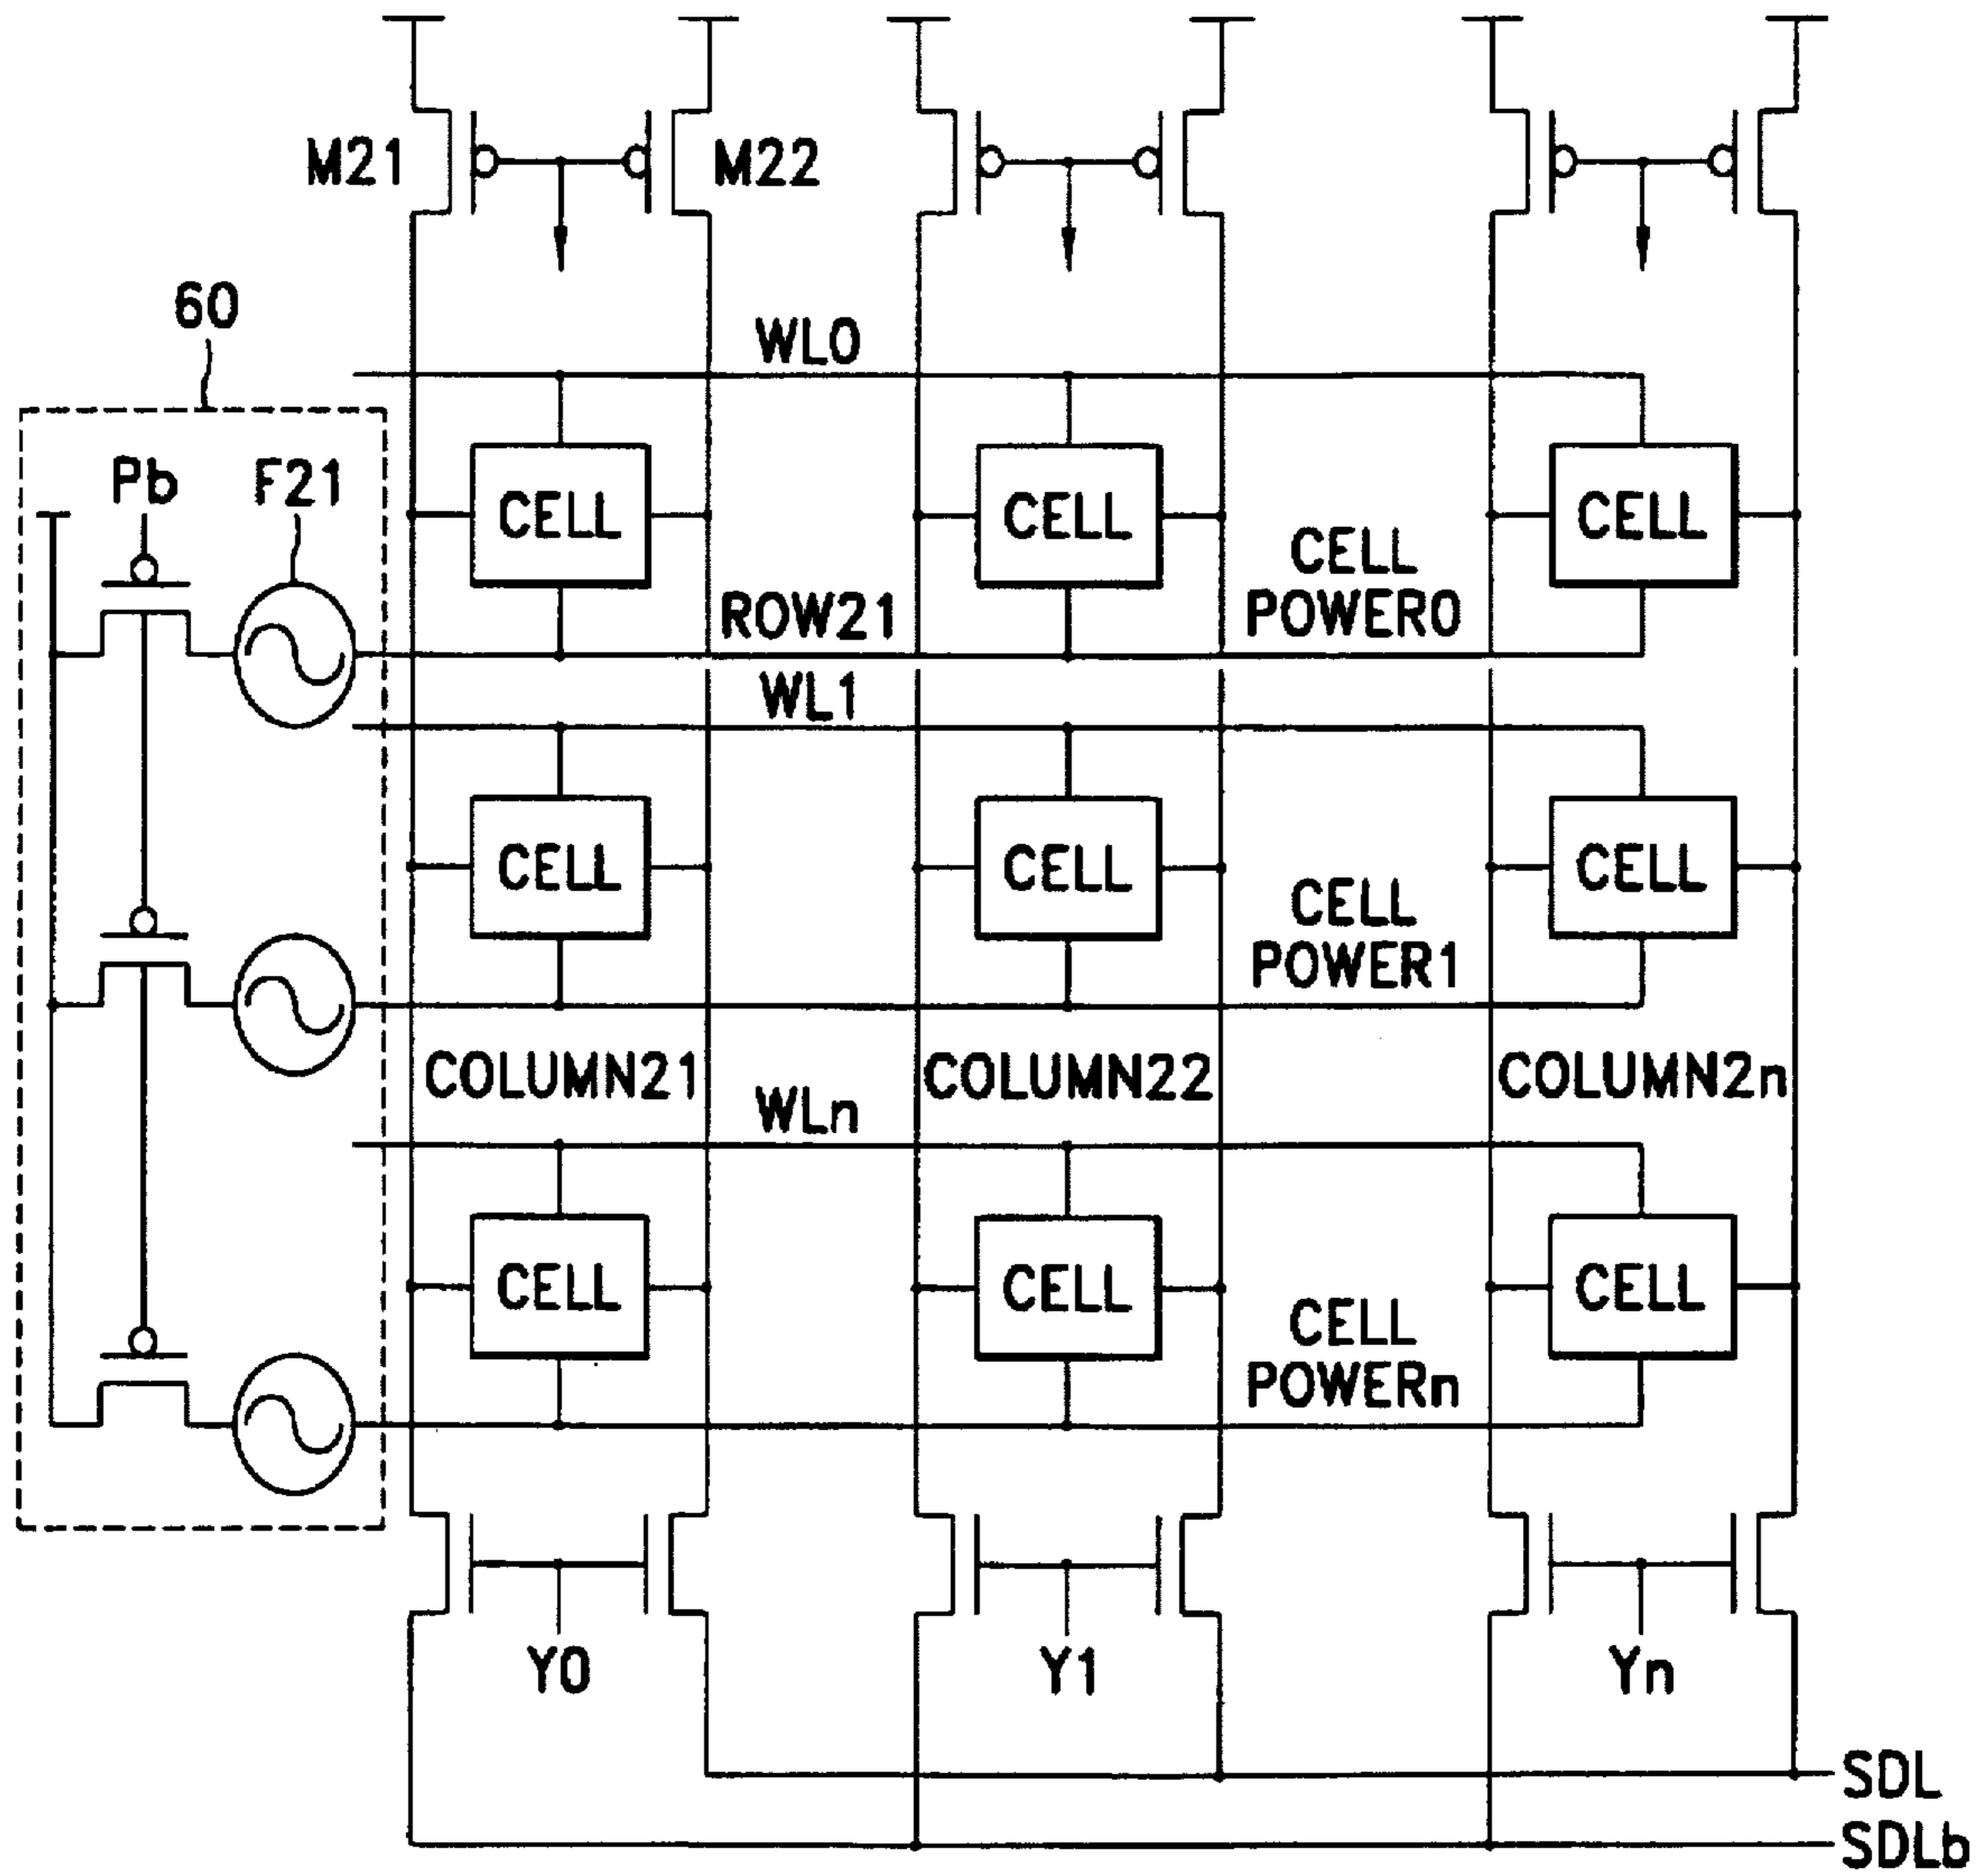 M21
M22
60
WL0
Pb
F21
CELL
CELL
CELL
CELL
POWER0
ROW21
WL1
CELL
CELL
CELL
CELL
POWER1
COLUMN21
COLUMN22
COLUMN2n
WLn
CELL
CELL
CELL
CELL
POWERn
Y0
Y1
Yn
SDL
SDLb